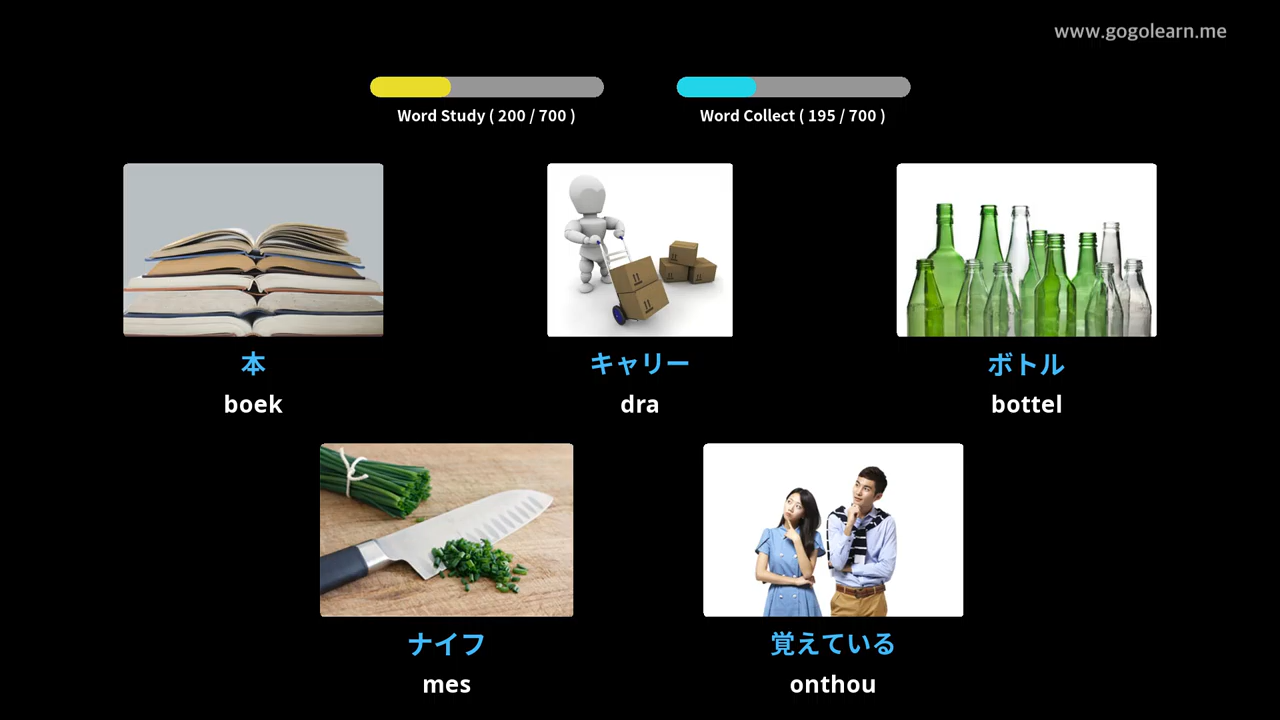 www.gogolearn.me
Word Study ( 200 / 700 )
Word Collect ( 195 / 700 )
本
boek
キャリー
dra
ボトル
bottel
ナイフ
mes
覚えている
onthou